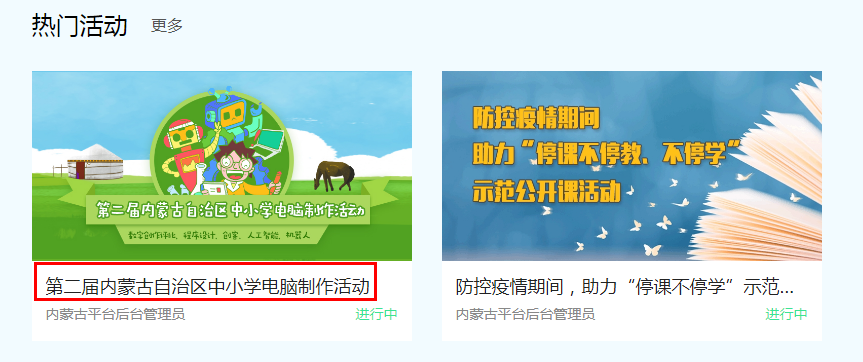 热门活动 更多
第二届内蒙古自治区中小学电脑制作活动
数字创作评比、程序设计、创客、人工智能、机器人
防控疫情期间
助力“停课不停教、不停学”
示范公开课活动
第二届内蒙古自治区中小学电脑制作活动
内蒙古平台后台管理员 进行中
防控疫情期间，助力“停课不停学”示范...
内蒙古平台后台管理员 进行中